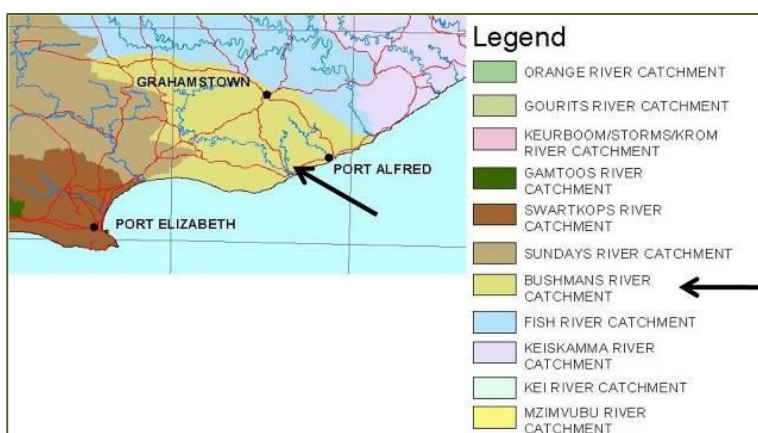 GRAHAMSTOWN
PORT ALFRED
PORT ELIZABETH
Legend
ORANGE RIVER CATCHMENT
GOURITS RIVER CATCHMENT
KEURBOOM/STORMS/KROM
RIVER CATCHMENT
GAMTOOS RIVER
CATCHMENT
SWARTKOPS RIVER
CATCHMENT
SUNDAYS RIVER CATCHMENT
BUSHMANS RIVER
CATCHMENT
FISH RIVER CATCHMENT
KEISKAMMA RIVER
CATCHMENT
KEI RIVER CATCHMENT
MZIMVUBU RIVER
CATCHMENT